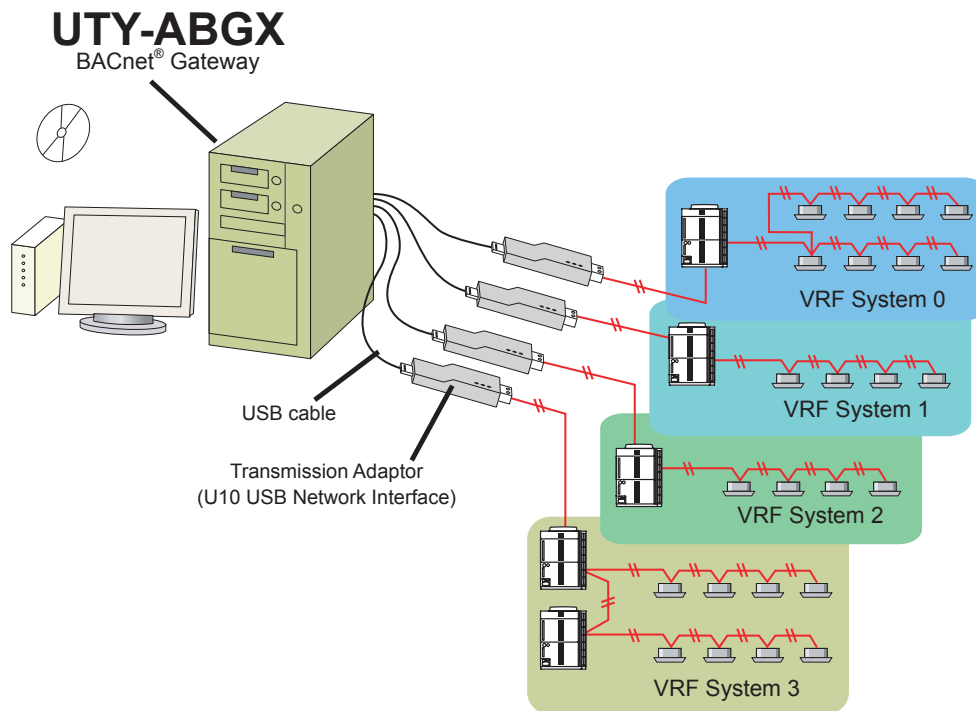 UTY-ABGX
BACnet® Gateway
USB cable
Transmission Adaptor
(U10 USB Network Interface)
VRF System 0
VRF System 1
VRF System 2
VRF System 3